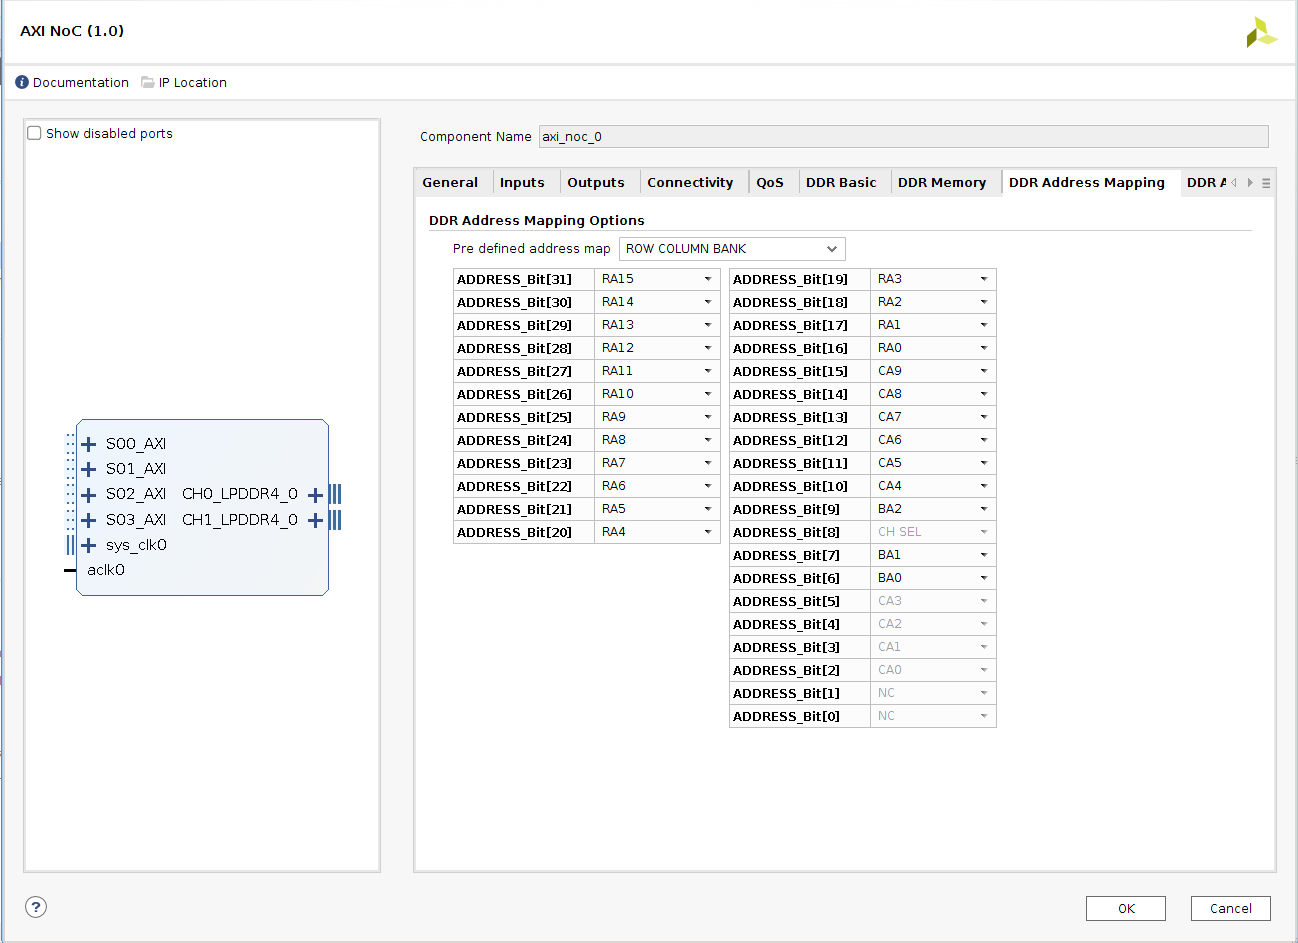 AXI NoC (1.0)
Documentation IP Location
Show disabled ports
S00_AXI
S01_AXI
S02_AXI CH0_LPDDR4_0
S03_AXI CH1_LPDDR4_0
sys_clk0
aclk0
Component Name axi_noc_0
General Inputs Outputs Connectivity QoS DDR Basic DDR Memory DDR Address Mapping DDR A
DDR Address Mapping Options
Pre defined address map ROW COLUMN BANK
ADDRESS_Bit[31] RA15 ADDRESS_Bit[19] RA3
ADDRESS_Bit[30] RA14 ADDRESS_Bit[18] RA2
ADDRESS_Bit[29] RA13 ADDRESS_Bit[17] RA1
ADDRESS_Bit[28] RA12 ADDRESS_Bit[16] RA0
ADDRESS_Bit[27] RA11 ADDRESS_Bit[15] CA9
ADDRESS_Bit[26] RA10 ADDRESS_Bit[14] CA8
ADDRESS_Bit[25] RA9 ADDRESS_Bit[13] CA7
ADDRESS_Bit[24] RA8 ADDRESS_Bit[12] CA6
ADDRESS_Bit[23] RA7 ADDRESS_Bit[11] CA5
ADDRESS_Bit[22] RA6 ADDRESS_Bit[10] CA4
ADDRESS_Bit[21] RA5 ADDRESS_Bit[9] BA2
ADDRESS_Bit[20] RA4 ADDRESS_Bit[8] CH SEL
ADDRESS_Bit[7] BA1
ADDRESS_Bit[6] BA0
ADDRESS_Bit[5] CA3
ADDRESS_Bit[4] CA2
ADDRESS_Bit[3] CA1
ADDRESS_Bit[2] CA0
ADDRESS_Bit[1] NC
ADDRESS_Bit[0] NC
? OK Cancel